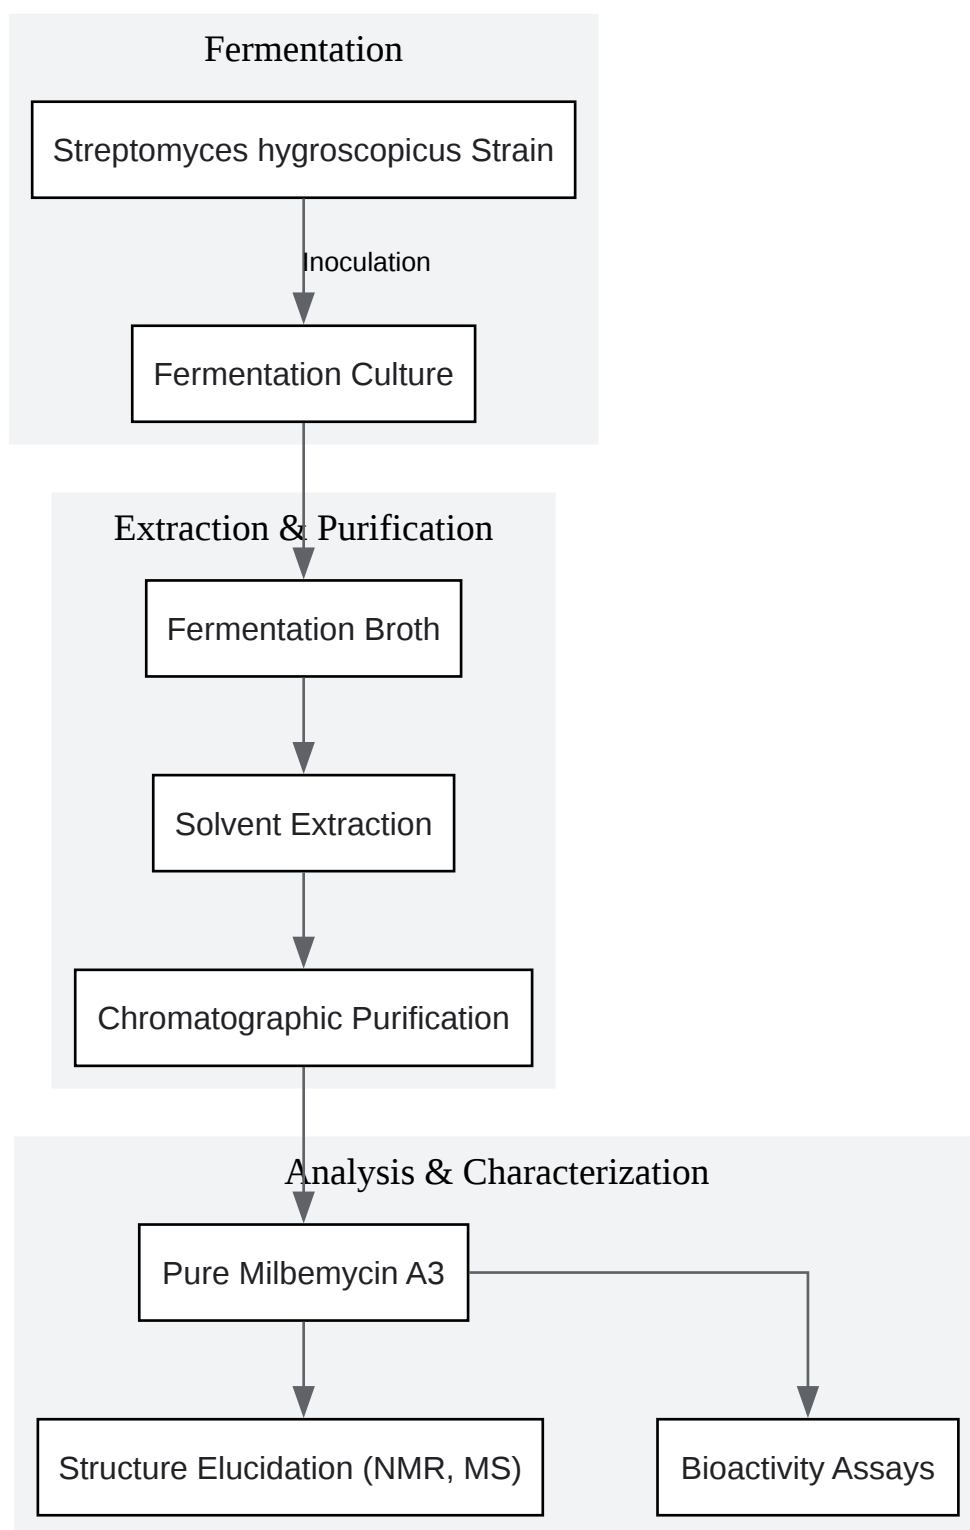 Fermentation
Streptomyces hygroscopicus Strain
Inoculation
Fermentation Culture
Extraction & Purification
Fermentation Broth
Solvent Extraction
Chromatographic Purification
Analysis & Characterization
Pure Milbemycin A3
Structure Elucidation (NMR, MS)
Bioactivity Assays